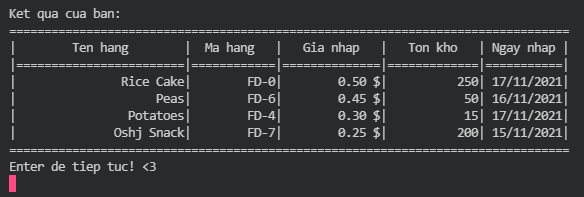 Ket qua cua ban:
=========================================================================
|       Ten hang       |  Ma hang  |  Gia nhap  |  Ton kho  | Ngay nhap |
|======================|===========|============|===========|==========|
|             Rice Cake|       FD-0|      0.50 $|        250| 17/11/2021|
|                  Peas|       FD-6|      0.45 $|         50| 16/11/2021|
|              Potatoes|       FD-4|      0.30 $|         15| 17/11/2021|
|            Oshj Snack|       FD-7|      0.25 $|        200| 15/11/2021|
=========================================================================
Enter de tiep tuc! <3